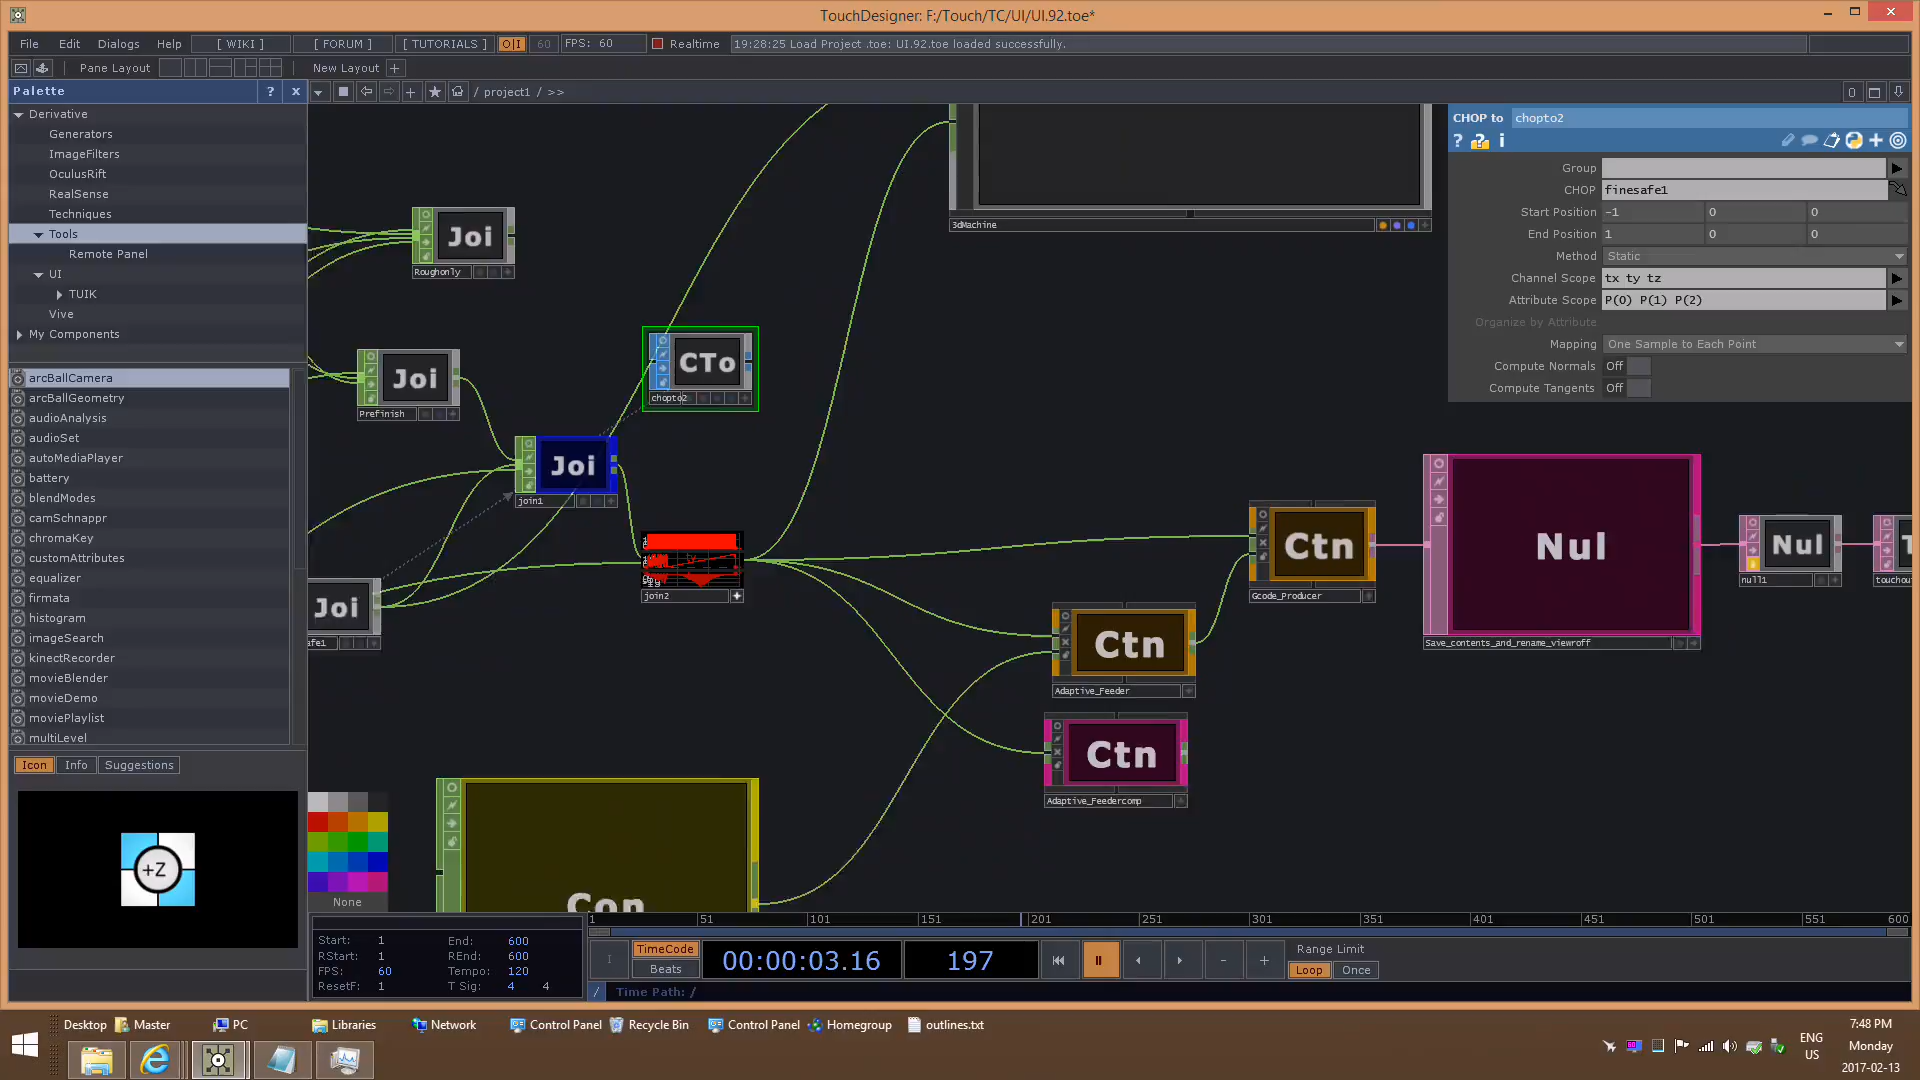 TouchDesigner: F:/Touch/TC/UI/UI.92.toe*
File Edit Dialogs Help [ WIKI ] [ FORUM ] [ TUTORIALS ] O|I 60 FPS: 60 Realtime 19:28:25 Load Project .toe: UI.92.toe loaded successfully.
Pane Layout New Layout +
Palette ? x / project1 / >> 0
Derivative
Generators
ImageFilters
OculusRift
RealSense
Techniques
Tools
Remote Panel
UI
TUIK
Vive
My Components
arcBallCamera
arcBallGeometry
audioAnalysis
audioSet
autoMediaPlayer
battery
blendModes
camSchnappr
chromaKey
customAttributes
equalizer
firmata
histogram
imageSearch
kinectRecorder
movieBlender
movieDemo
moviePlaylist
multiLevel
Icon Info Suggestions
+Z
None
Joi
Roughonly
Joi
Prefinish
CTo
chopto2
Joi
join1
Joi
afe1
join2
3dMachine
Ctn
Gcode_Producer
Ctn
Adaptive_Feeder
Ctn
Adaptive_Feedercomp
Nul
Save_contents_and_rename_viewroff
Nul
null1
T
touchou
Con
CHOP to chopto2
? ? i
Group
CHOP finesafe1
Start Position -1 0 0
End Position 1 0 0
Method Static
Channel Scope tx ty tz
Attribute Scope P(0) P(1) P(2)
Organize by Attribute
Mapping One Sample to Each Point
Compute Normals Off
Compute Tangents Off
1 51 101 151 201 251 301 351 401 451 501 551 600
Start: 1 End: 600
RStart: 1 REnd: 600
FPS: 60 Tempo: 120
ResetF: 1 T Sig: 4 4
TimeCode
Beats
00:00:03.16
197
- +
Range Limit
Loop Once
/ Time Path: /
Desktop Master PC Libraries Network Control Panel Recycle Bin Control Panel Homegroup outlines.txt
ENG
US
7:48 PM
Monday
2017-02-13